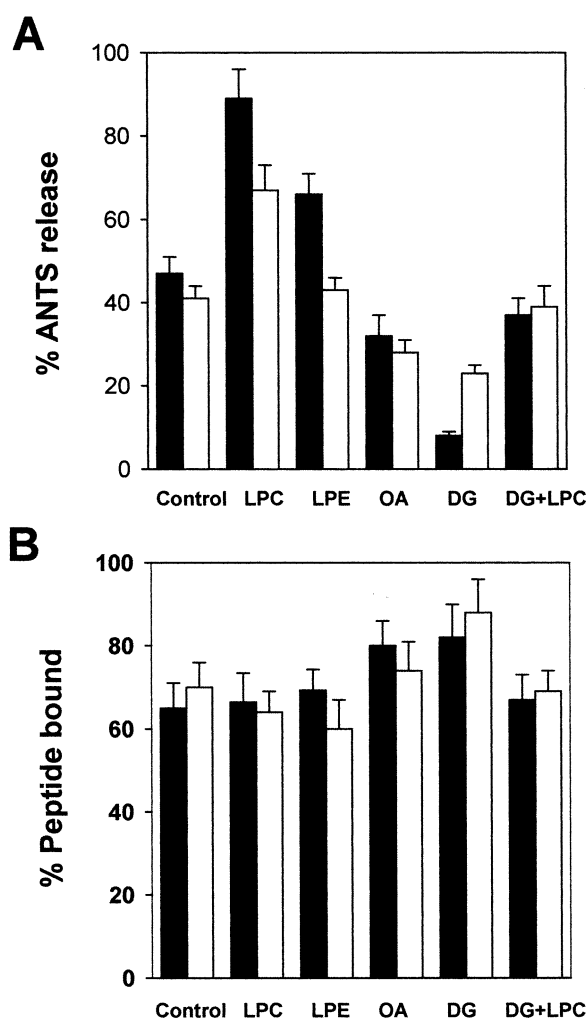 A
% ANTS release
100
80
60
40
20
0
Control LPC LPE OA DG DG+LPC
B
% Peptide bound
100
80
60
40
20
0
Control LPC LPE OA DG DG+LPC